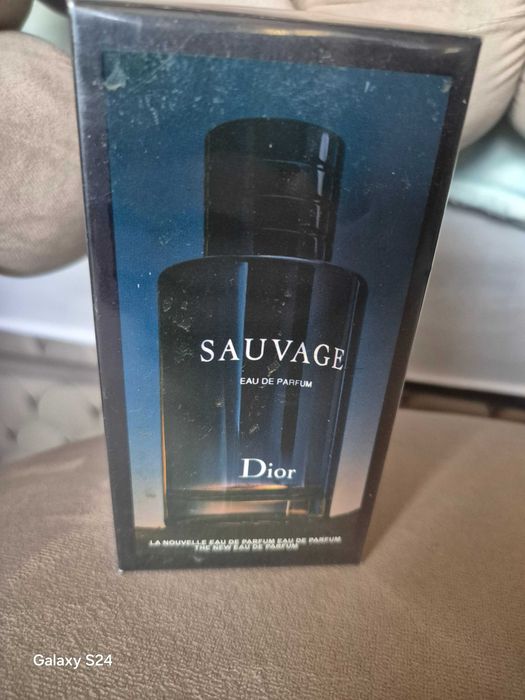 SAUVAGE
EAU DE PARFUM
Dior
LA NOUVELLE EAU DE PARFUM EAU DE PARFUM
THE NEW EAU DE PARFUM
Galaxy S24